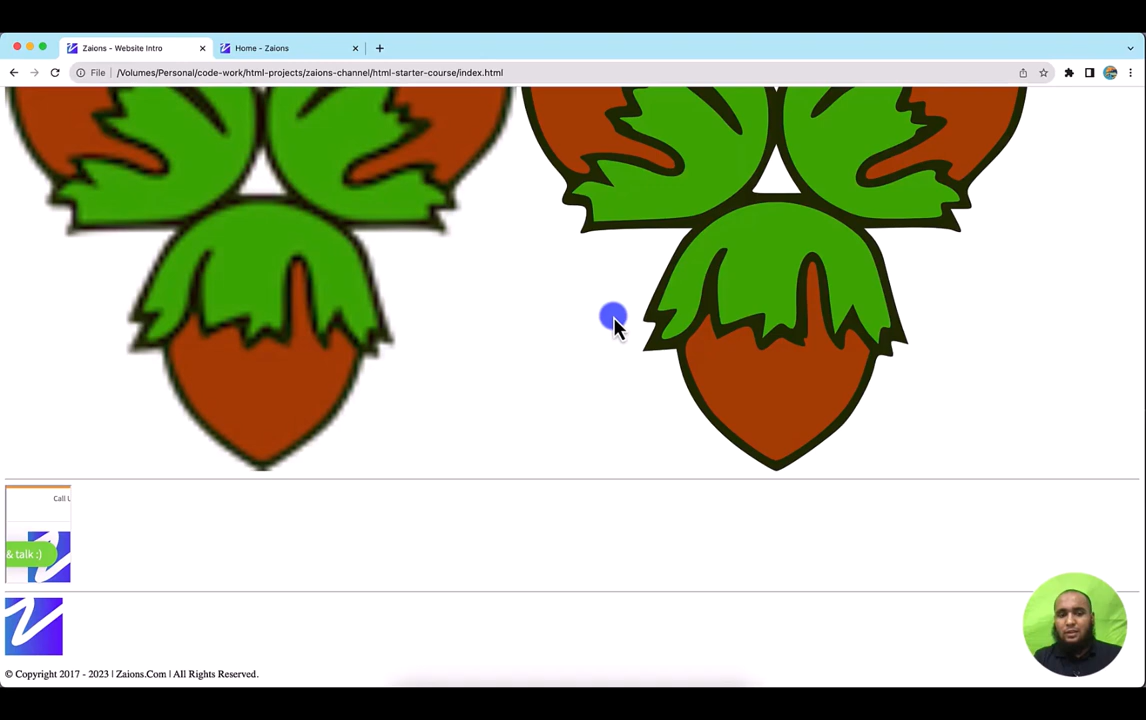 Zaions - Website Intro
Home - Zaions
File
/Volumes/Personal/code-work/html-projects/zaions-channel/html-starter-course/index.html
Call U
& talk :)
© Copyright 2017 - 2023 | Zaions.Com | All Rights Reserved.